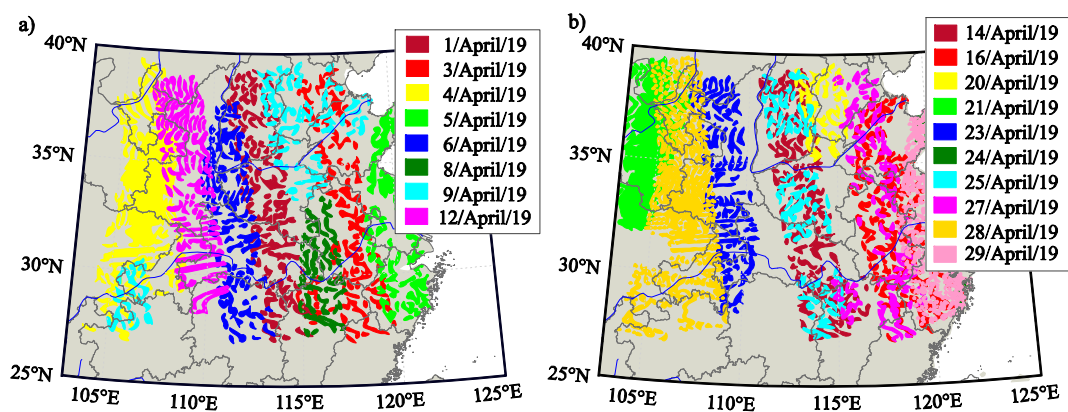 a)
40°N
35°N
30°N
25°N
105°E
110°E
115°E
120°E
125°E
1/April/19
3/April/19
4/April/19
5/April/19
6/April/19
8/April/19
9/April/19
12/April/19
b)
40°N
35°N
30°N
25°N
105°E
110°E
115°E
120°E
125°E
14/April/19
16/April/19
20/April/19
21/April/19
23/April/19
24/April/19
25/April/19
27/April/19
28/April/19
29/April/19